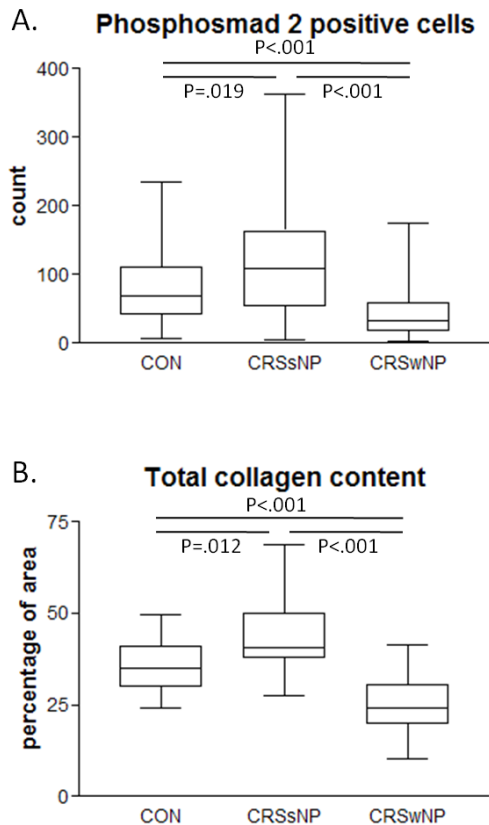 A.
Phosphosmad 2 positive cells
P<.001
P=.019
P<.001
400
300
200
100
0
count
CON
CRSsNP
CRSwNP
B.
Total collagen content
P<.001
P=.012
P<.001
75
50
25
0
percentage of area
CON
CRSsNP
CRSwNP